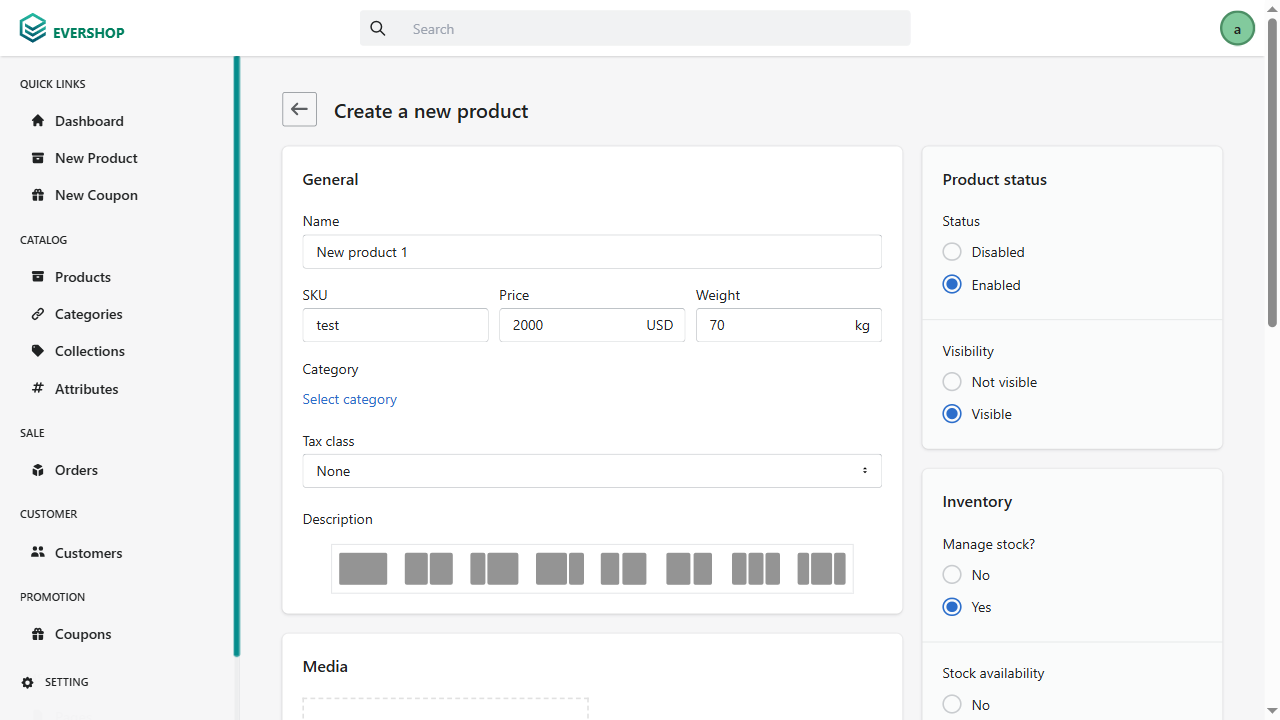 EVERSHOP
Search
a
QUICK LINKS
Dashboard
New Product
New Coupon
CATALOG
Products
Categories
Collections
Attributes
SALE
Orders
CUSTOMER
Customers
PROMOTION
Coupons
SETTING
Create a new product
General
Name
New product 1
SKU
Price
Weight
test
2000 USD
70 kg
Category
Select category
Tax class
None
Description
Media
Product status
Status
Disabled
Enabled
Visibility
Not visible
Visible
Inventory
Manage stock?
No
Yes
Stock availability
No